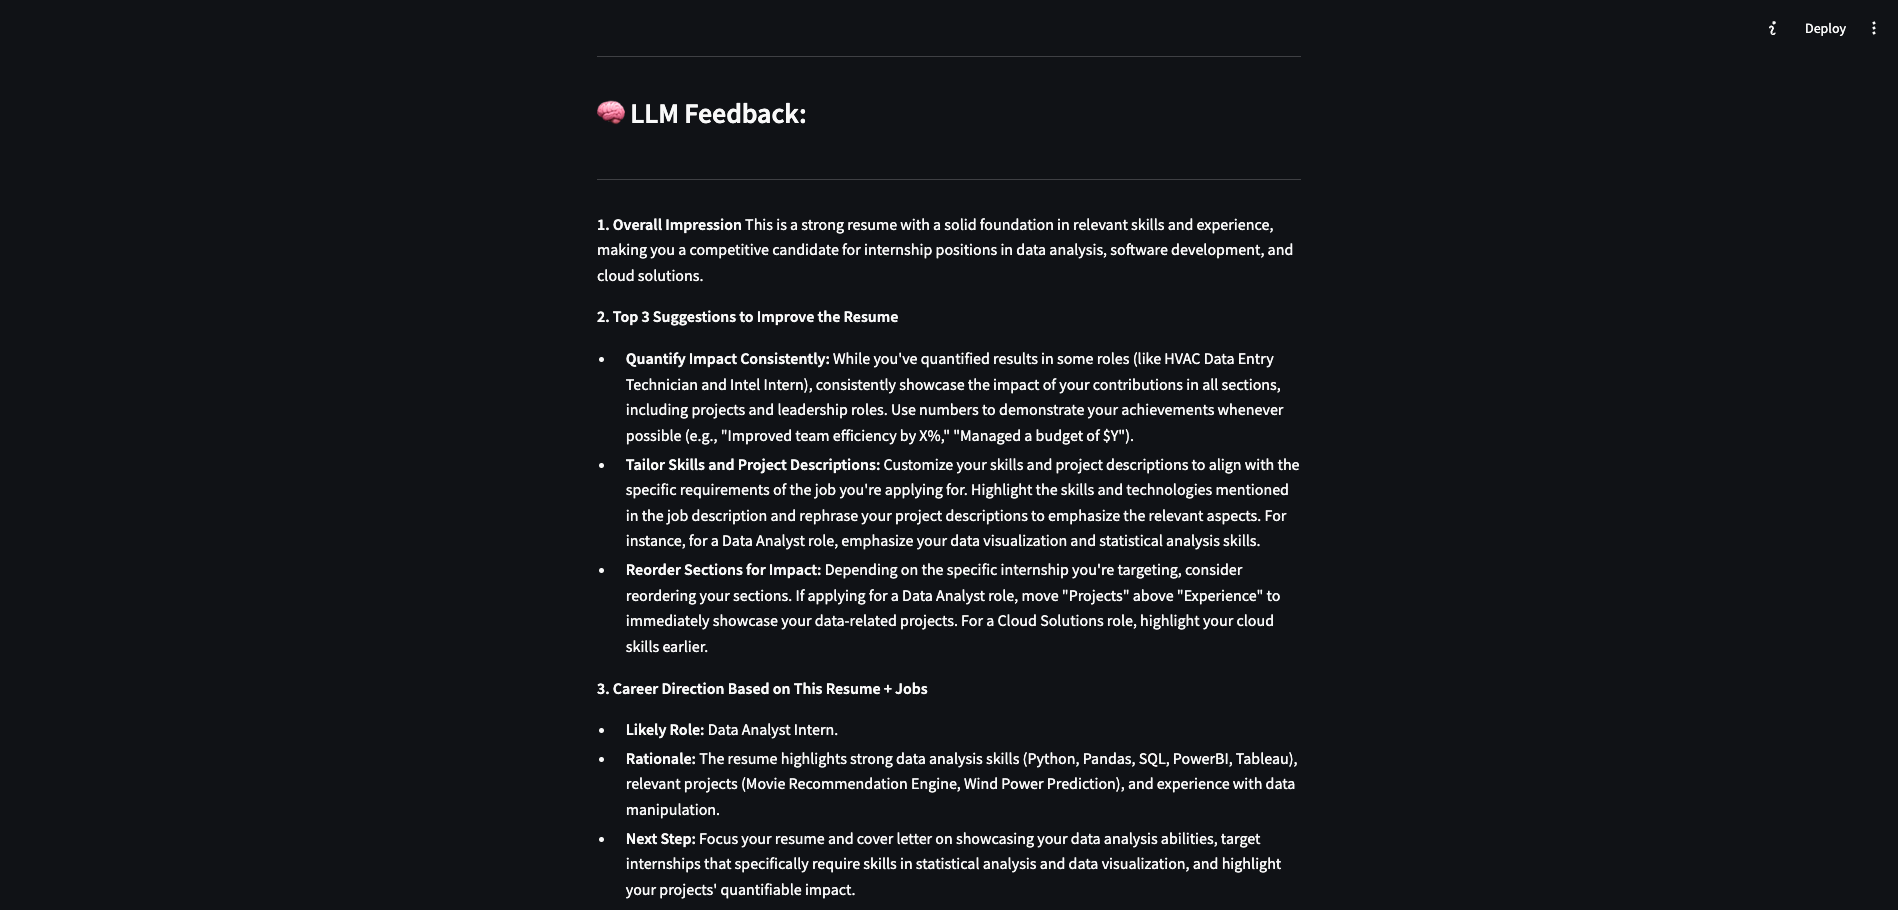 Deploy
LLM Feedback:
1. Overall Impression This is a strong resume with a solid foundation in relevant skills and experience,
making you a competitive candidate for internship positions in data analysis, software development, and
cloud solutions.
2. Top 3 Suggestions to Improve the Resume
• Quantify Impact Consistently: While you've quantified results in some roles (like HVAC Data Entry
Technician and Intel Intern), consistently showcase the impact of your contributions in all sections,
including projects and leadership roles. Use numbers to demonstrate your achievements whenever
possible (e.g., "Improved team efficiency by X%," "Managed a budget of $Y").
• Tailor Skills and Project Descriptions: Customize your skills and project descriptions to align with the
specific requirements of the job you're applying for. Highlight the skills and technologies mentioned
in the job description and rephrase your project descriptions to emphasize the relevant aspects. For
instance, for a Data Analyst role, emphasize your data visualization and statistical analysis skills.
• Reorder Sections for Impact: Depending on the specific internship you're targeting, consider
reordering your sections. If applying for a Data Analyst role, move "Projects" above "Experience" to
immediately showcase your data-related projects. For a Cloud Solutions role, highlight your cloud
skills earlier.
3. Career Direction Based on This Resume + Jobs
• Likely Role: Data Analyst Intern.
• Rationale: The resume highlights strong data analysis skills (Python, Pandas, SQL, PowerBI, Tableau),
relevant projects (Movie Recommendation Engine, Wind Power Prediction), and experience with data
manipulation.
• Next Step: Focus your resume and cover letter on showcasing your data analysis abilities, target
internships that specifically require skills in statistical analysis and data visualization, and highlight
your projects' quantifiable impact.